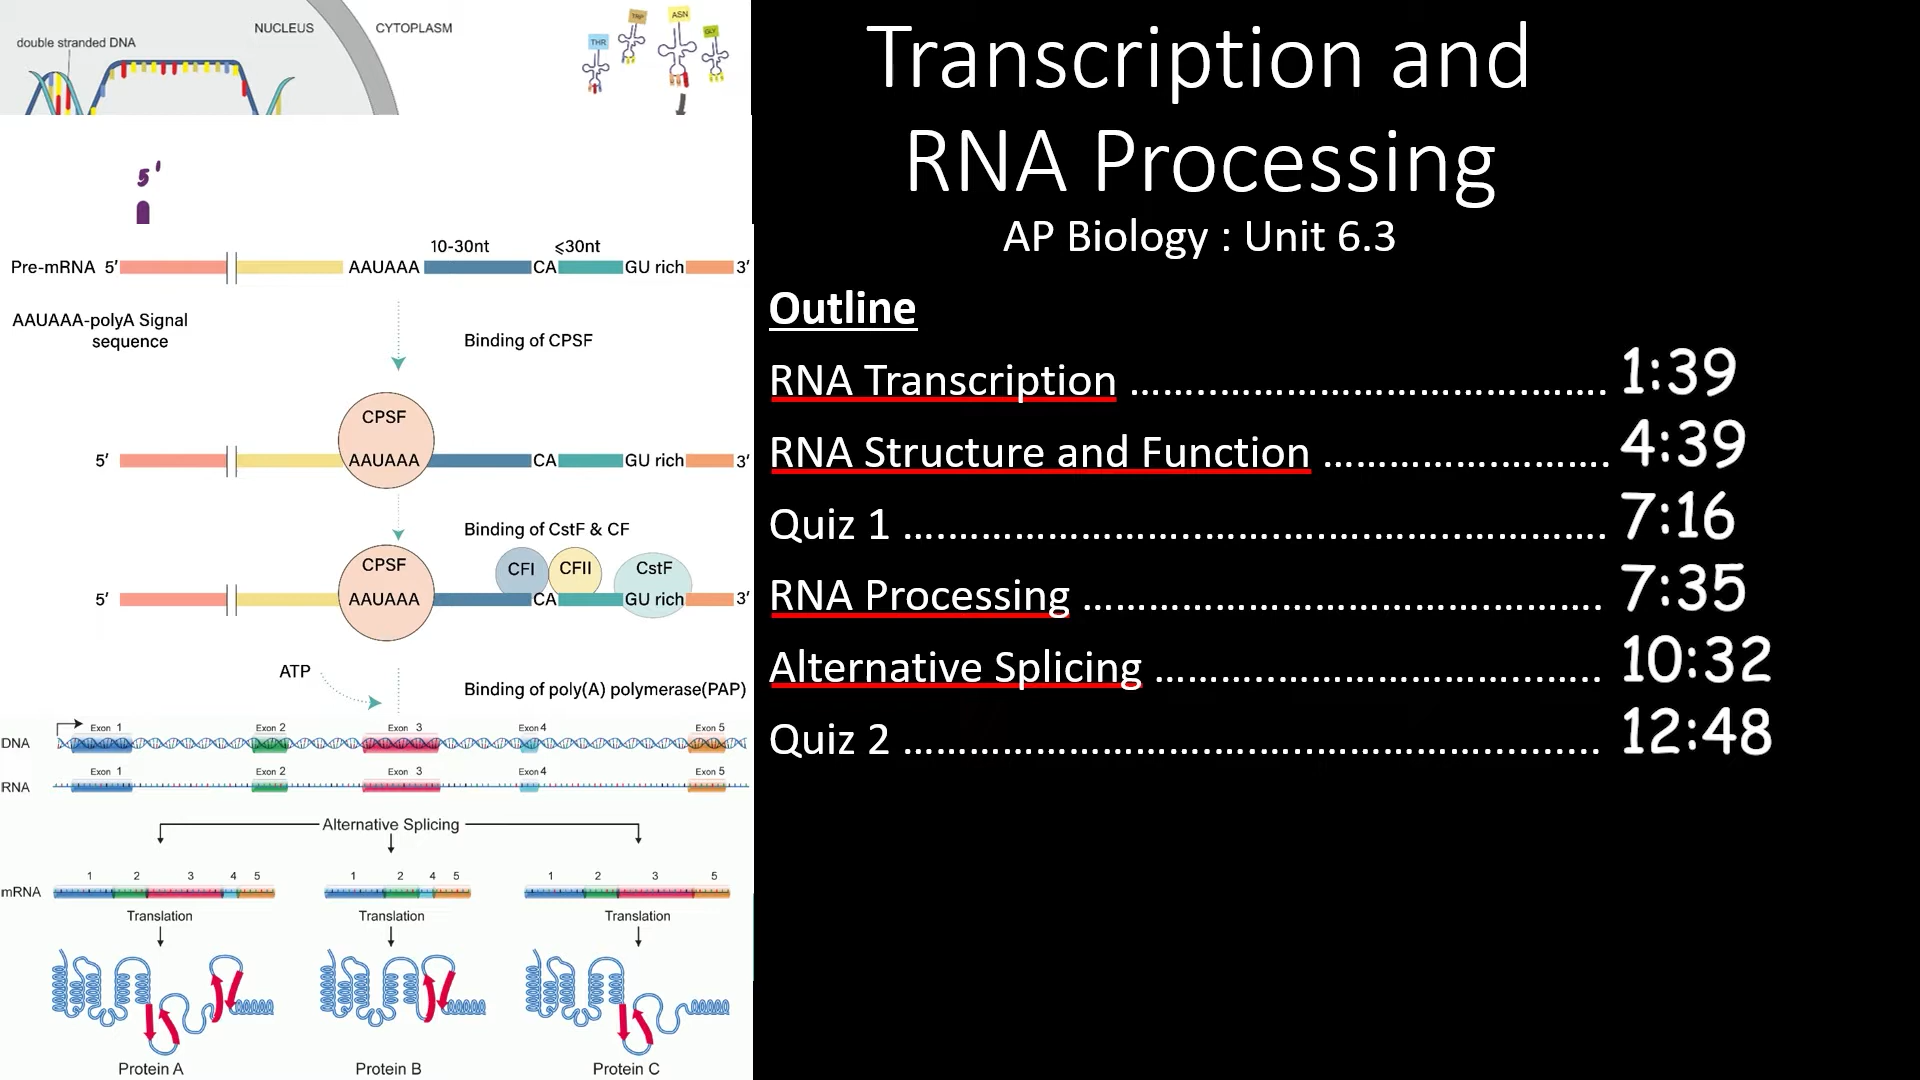 NUCLEUS
CYTOPLASM
double stranded DNA
THR
TRP
ASN
GLY
5'
10-30nt
⩽30nt
Pre-mRNA 5’ AAUAAA CA GU rich 3’
AAUAAA-polyA Signal
sequence
Binding of CPSF
CPSF
5’ AAUAAA CA GU rich 3’
Binding of CstF & CF
CPSF CFI CFII CstF
5’ AAUAAA CA GU rich 3’
ATP
Binding of poly(A) polymerase(PAP)
Exon 1 Exon 2 Exon 3 Exon 4 Exon 5
DNA
Exon 1 Exon 2 Exon 3 Exon 4 Exon 5
RNA
Alternative Splicing
1 2 3 4 5 1 2 4 5 1 2 3 5
mRNA
Translation Translation Translation
Protein A Protein B Protein C
Transcription and
RNA Processing
AP Biology : Unit 6.3
Outline
RNA Transcription ………………………………………. 1:39
RNA Structure and Function ………………………. 4:39
Quiz 1 …………………………………………………………. 7:16
RNA Processing …………………………………………. 7:35
Alternative Splicing …………………………………… 10:32
Quiz 2 ………………………………………………………… 12:48